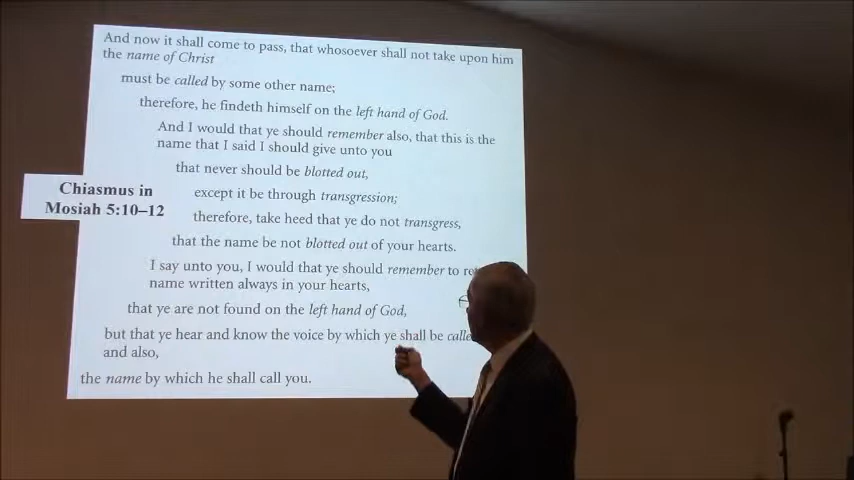 And now it shall come to pass, that whosoever shall not take upon him
the name of Christ
must be called by some other name;
therefore, he findeth himself on the left hand of God.
And I would that ye should remember also, that this is the
name that I said I should give unto you
that never should be blotted out,
except it be through transgression;
Chiasmus in
Mosiah 5:10–12
therefore, take heed that ye do not transgress,
that the name be not blotted out of your hearts.
I say unto you, I would that ye should remember to
name written always in your hearts,
that ye are not found on the left hand of God,
but that ye hear and know the voice by which ye shall be
and also,
the name by which he shall call you.